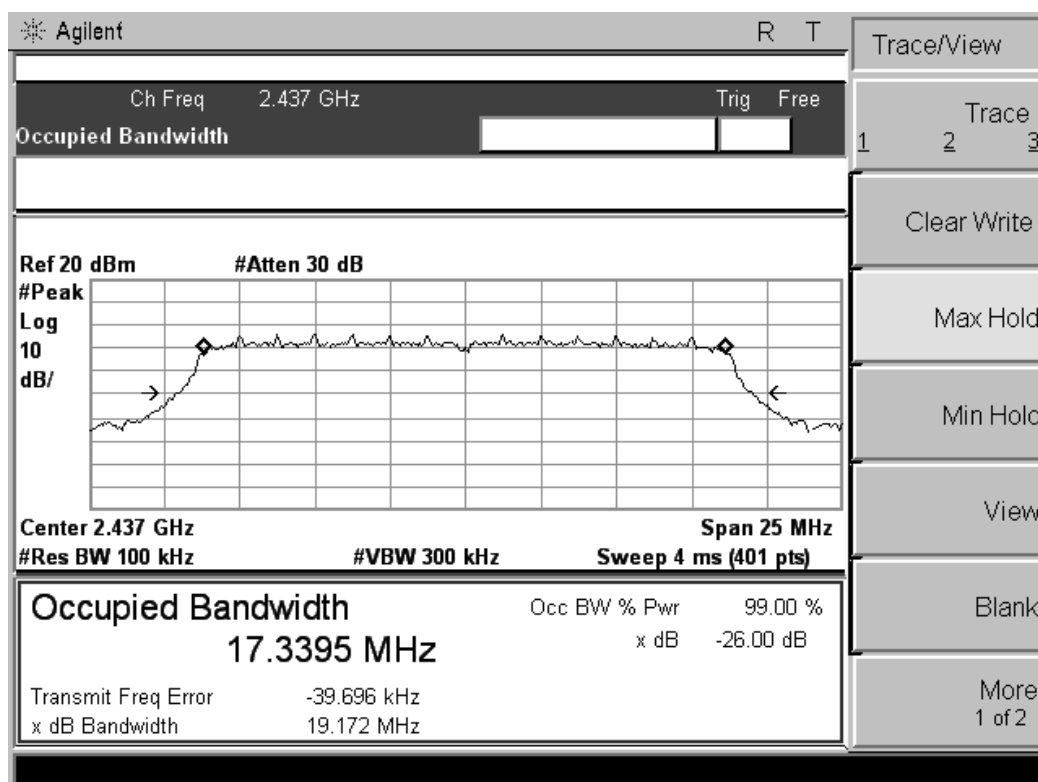 Agilent R T
Trace/View
Ch Freq 2.437 GHz Trig Free
Occupied Bandwidth
Trace
1 2 3
Clear Write
Ref 20 dBm #Atten 30 dB
#Peak
Log
10
dB/
Max Hold
Min Hold
View
Center 2.437 GHz Span 25 MHz
#Res BW 100 kHz #VBW 300 kHz Sweep 4 ms (401 pts)
Occupied Bandwidth Occ BW % Pwr 99.00 %
17.3395 MHz x dB -26.00 dB
Blank
Transmit Freq Error -39.696 kHz
x dB Bandwidth 19.172 MHz
More
1 of 2